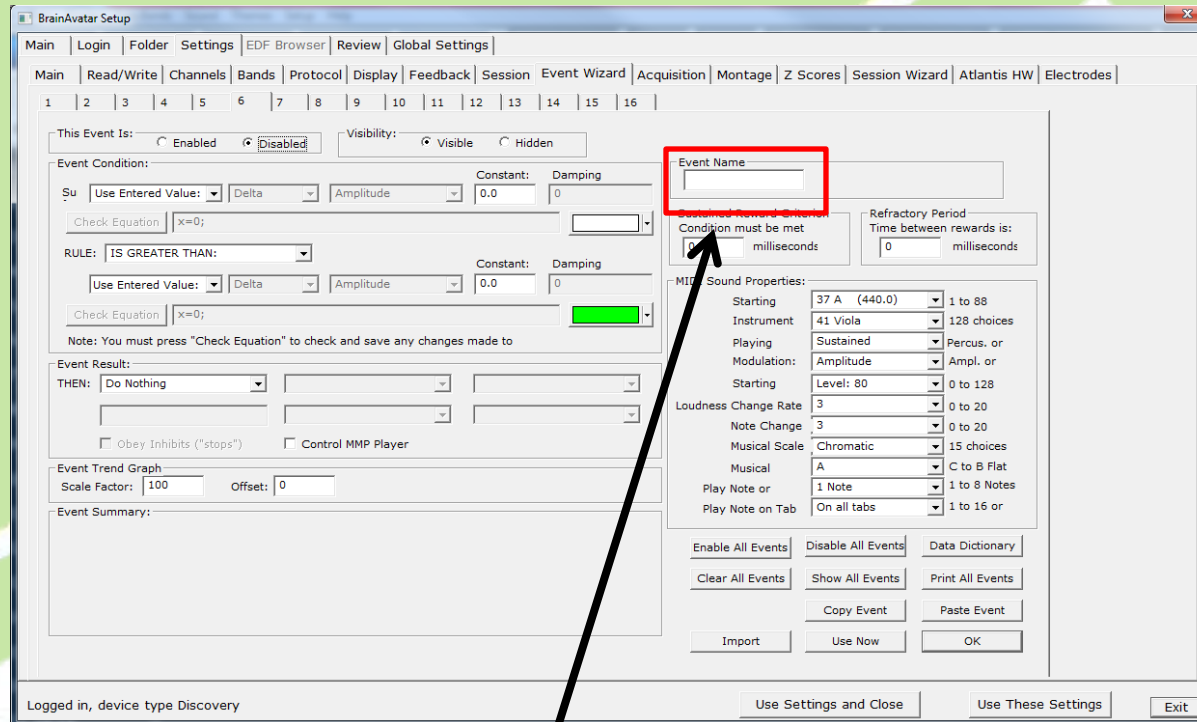 BrainAvatar Setup
Main Login Folder Settings EDF Browser Review Global Settings
Main Read/Write Channels Bands Protocol Display Feedback Session Event Wizard Acquisition Montage Z Scores Session Wizard Atlantis HW Electrodes
1 2 3 4 5 6 7 8 9 10 11 12 13 14 15 16
This Event Is: Enabled Disabled
Visibility: Visible Hidden
Event Condition:
Constant: Damping
Su Use Entered Value: Delta Amplitude 0.0 0
Check Equation x=0;
RULE: IS GREATER THAN:
Constant: Damping
Use Entered Value: Delta Amplitude 0.0 0
Check Equation x=0;
Note: You must press "Check Equation" to check and save any changes made to
Event Result:
THEN: Do Nothing
Obey Inhibits ("stops") Control MMP Player
Event Trend Graph
Scale Factor: 100 Offset: 0
Event Summary:
Event Name
Sustained Reward Criterion
Condition must be met
0 milliseconds
Refractory Period
Time between rewards is:
0 milliseconds
MIDI Sound Properties:
Starting 37 A (440.0) 1 to 88
Instrument 41 Viola 128 choices
Playing Sustained Percus. or
Modulation: Amplitude Ampl. or
Starting Level: 80 0 to 128
Loudness Change Rate 3 0 to 20
Note Change 3 0 to 20
Musical Scale Chromatic 15 choices
Musical A C to B Flat
Play Note or 1 Note 1 to 8 Notes
Play Note on Tab On all tabs 1 to 16 or
Enable All Events Disable All Events Data Dictionary
Clear All Events Show All Events Print All Events
Copy Event Paste Event
Import Use Now OK
Logged in, device type Discovery
Use Settings and Close Use These Settings Exit